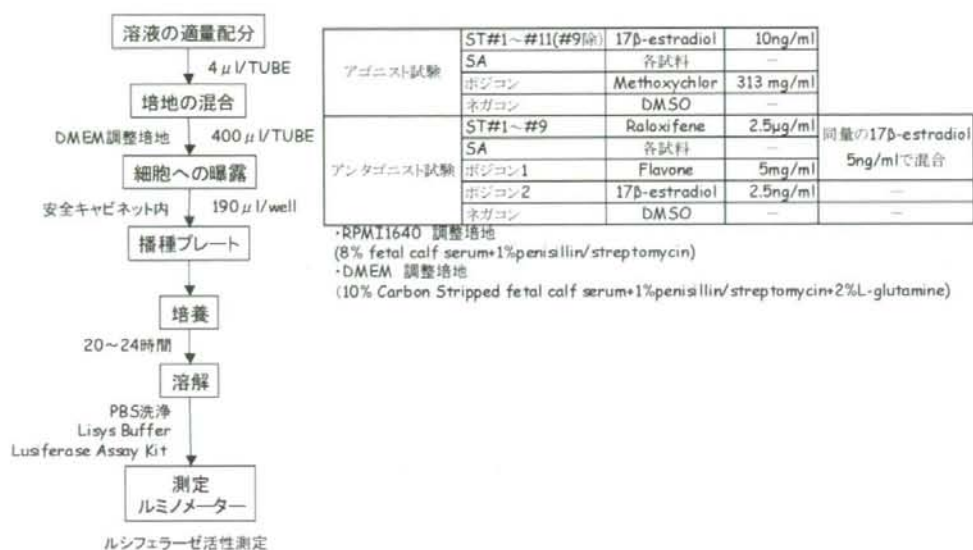 溶液の適量配分
4μl/TUBE
培地の混合
DMEM調整培地 400μl/TUBE
細胞への曝露
安全キャビネット内 190μl/well
播種プレート
培養
20～24時間
溶解
PBS洗浄
Lisys Buffer
Lusiferase Assay Kit
測定
ルミノメーター
ルシフェラーゼ活性測定
アゴニスト試験
ST#1～#11(#9除) 17β-estradiol 10ng/ml
SA 各試料 －
ポジコン Methoxychlor 313 mg/ml
ネガコン DMSO －
アンタゴニスト試験
ST#1～#9 Raloxifene 2.5μg/ml
SA 各試料 －
ポジコン1 Flavone 5mg/ml
同量の17β-estradiol
5ng/mlで混合
ポジコン2 17β-estradiol 2.5ng/ml －
ネガコン DMSO － －
・RPMI1640 調整培地
(8% fetal calf serum+1%penisillin/streptomycin)
・DMEM 調整培地
(10% Carbon Stripped fetal calf serum+1%penisillin/streptomycin+2%L-glutamine)